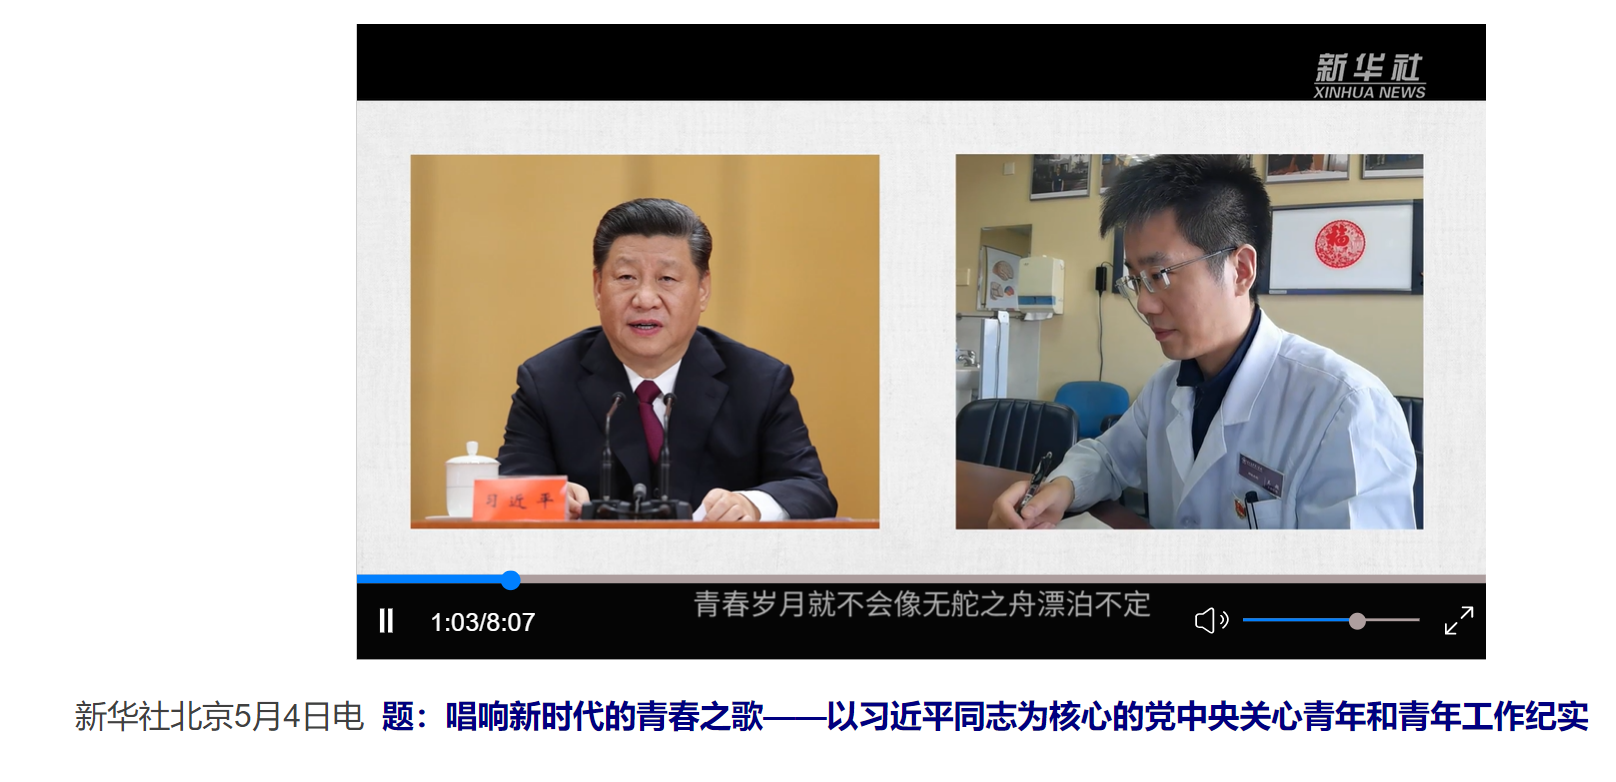 新华社
XINHUA NEWS
福
习近平
1:03/8:07
青春岁月就不会像无舵之舟漂泊不定
新华社北京5月4日电 题：唱响新时代的青春之歌——以习近平同志为核心的党中央关心青年和青年工作纪实